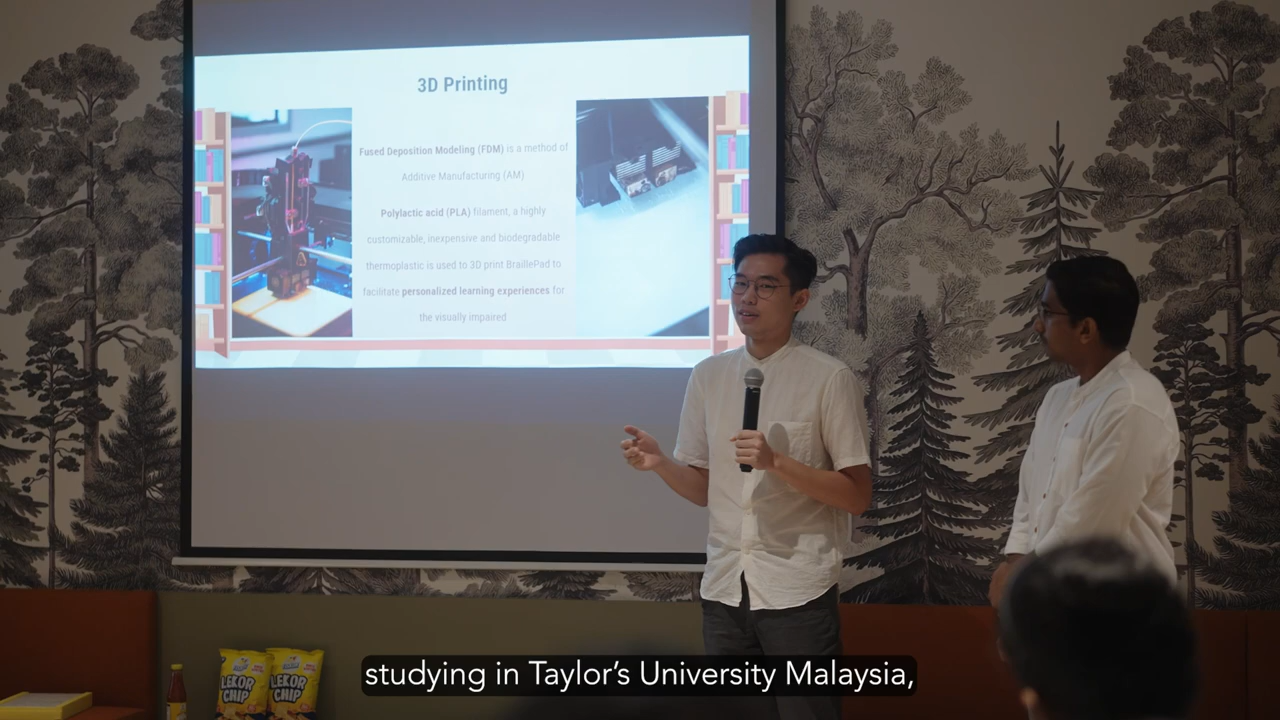 3D Printing
Fused Deposition Modeling (FDM) is a method of
Additive Manufacturing (AM)
Polylactic acid (PLA) filament, a highly
customizable, inexpensive and biodegradable
thermoplastic is used to 3D print BraillePad to
facilitate personalized learning experiences for
the visually impaired
LEKOR
CHIP
LEKOR
CHIP
studying in Taylor's University Malaysia,